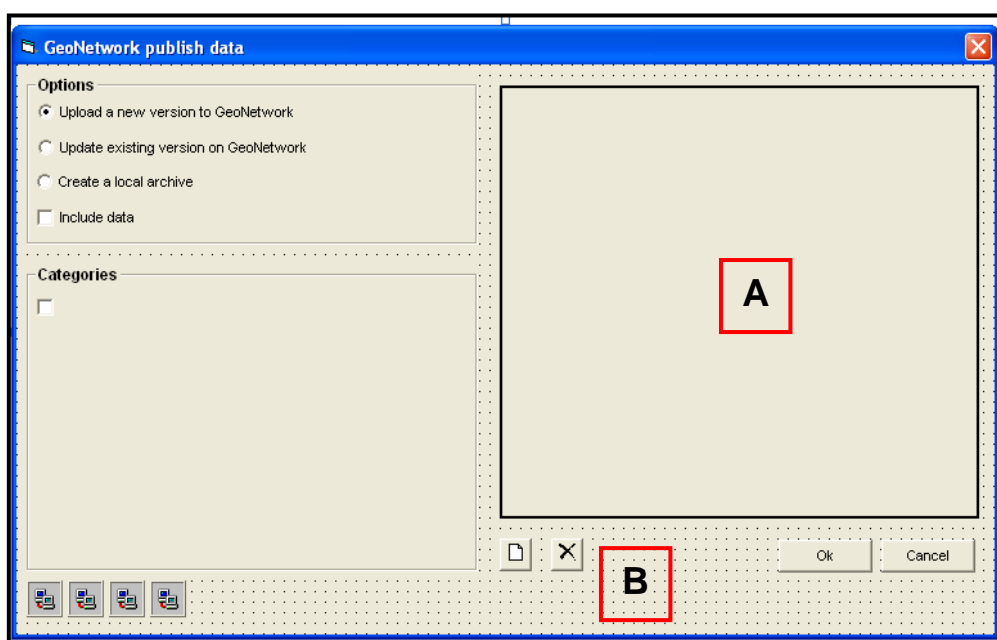 GeoNetwork publish data
Options
Upload a new version to GeoNetwork
Update existing version on GeoNetwork
Create a local archive
Include data
Categories
A
B
Ok
Cancel